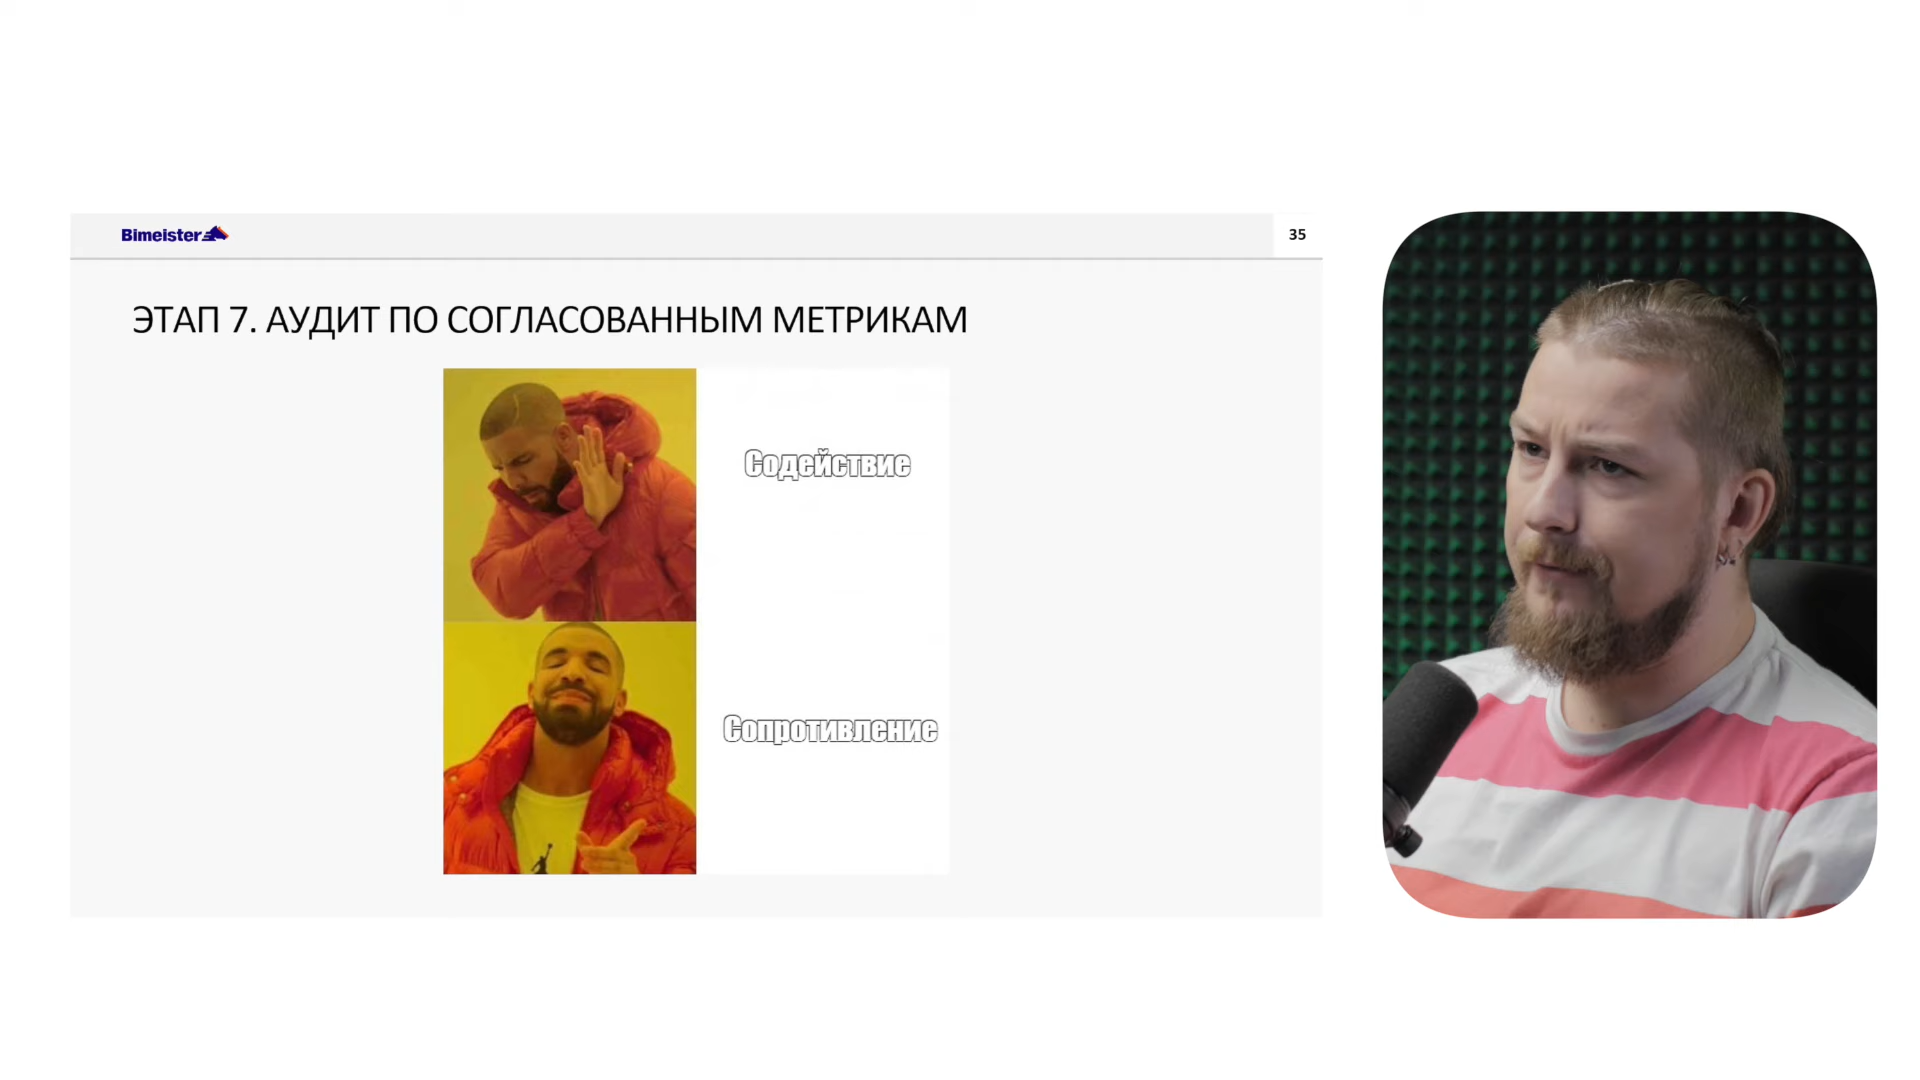 Bimeister
35
ЭТАП 7. АУДИТ ПО СОГЛАСОВАННЫМ МЕТРИКАМ
Содействие
Сопротивление